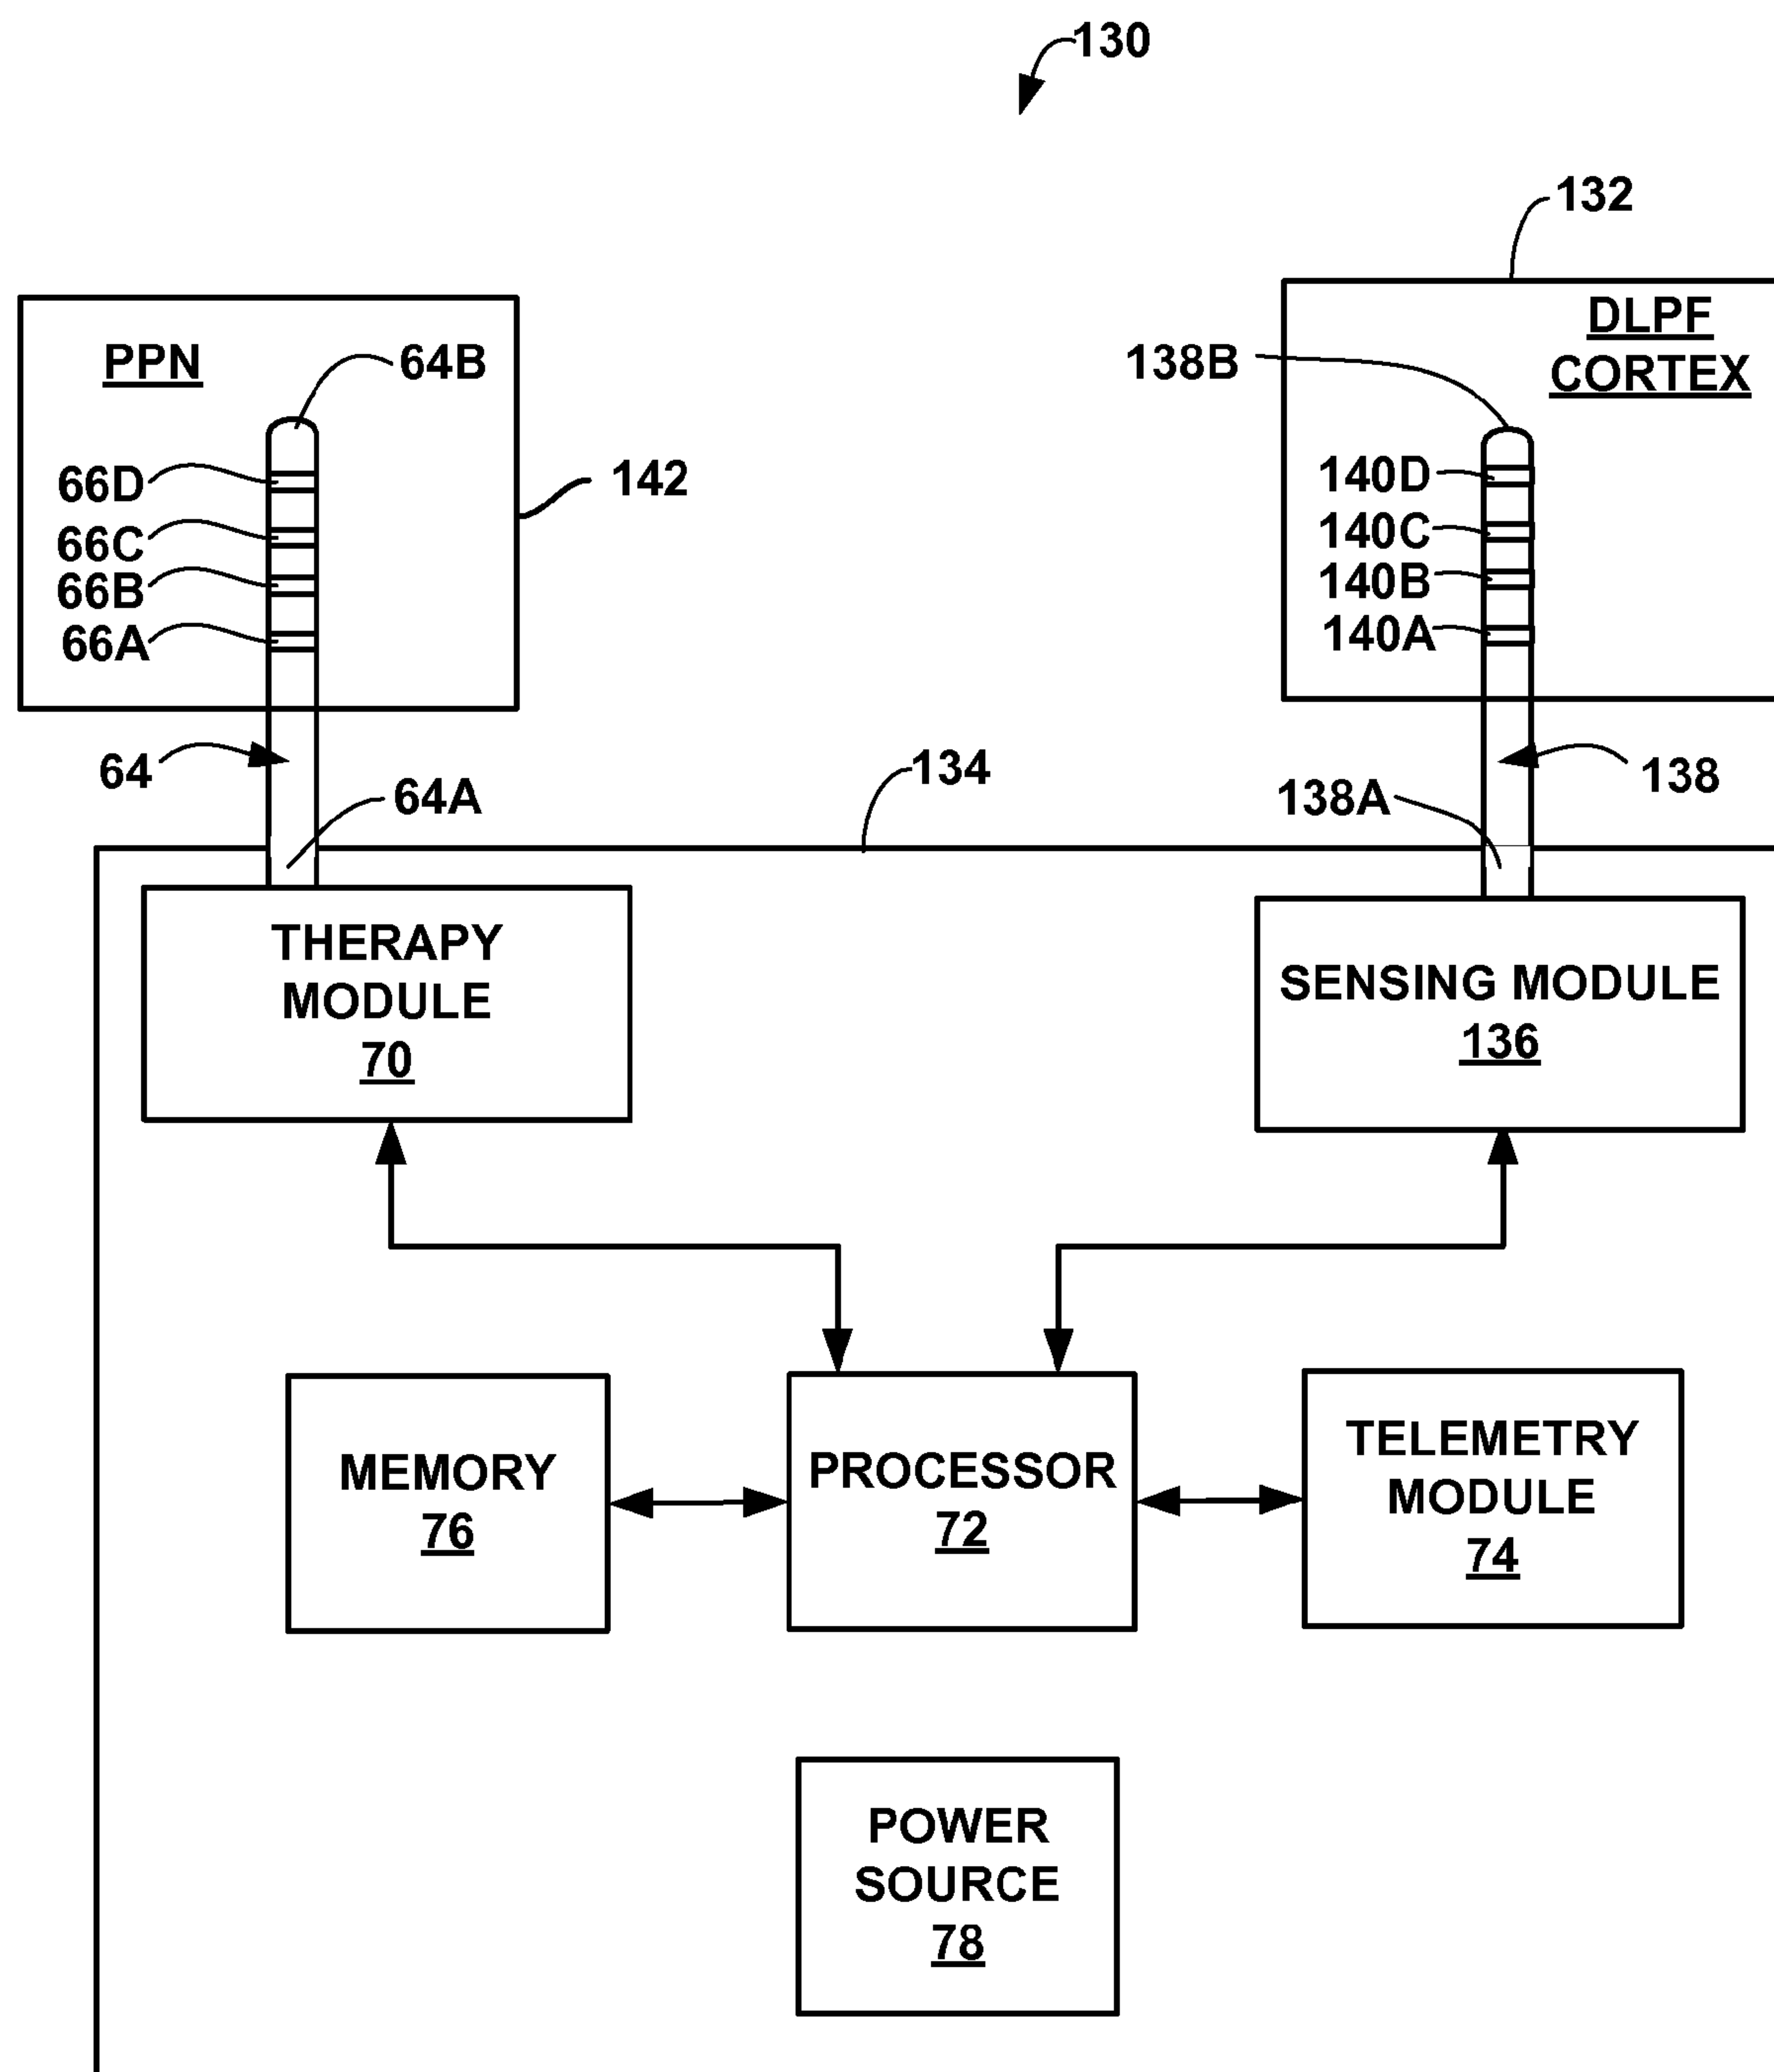 130
132
PPN
64B
138B
DLPF
CORTEX
66D
66C
66B
66A
142
140D
140C
140B
140A
64
64A
134
138A
138
THERAPY
MODULE
70
SENSING MODULE
136
MEMORY
76
PROCESSOR
72
TELEMETRY
MODULE
74
POWER
SOURCE
78